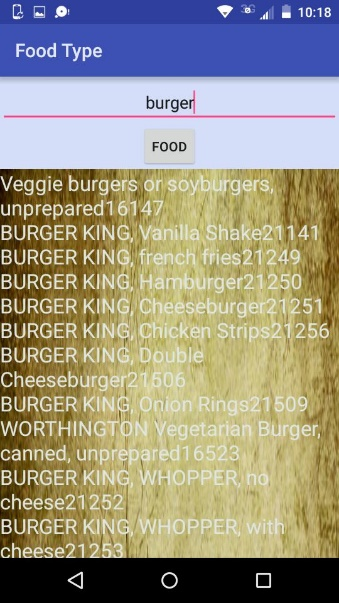 10:18
Food Type
burger
FOOD
Veggie burgers or soyburgers,
unprepared16147
BURGER KING, Vanilla Shake21141
BURGER KING, french fries21249
BURGER KING, Hamburger21250
BURGER KING, Cheeseburger21251
BURGER KING, Chicken Strips21256
BURGER KING, Double
Cheeseburger21506
BURGER KING, Onion Rings21509
WORTHINGTON Vegetarian Burger,
canned, unprepared16523
BURGER KING, WHOPPER, no
cheese21252
BURGER KING, WHOPPER, with
cheese21253